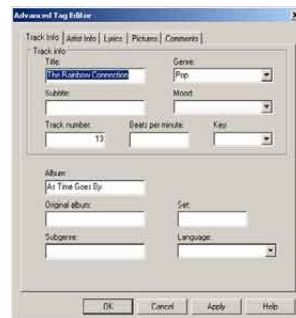 Advanced Tag Editor
Track Info Artist Info Lyrics Pictures Comments
Track info
Title: Genre:
The Rainbow Connection Pop
Subtitle: Mood:
Track number: Beats per minute: Key:
13
Album:
As Time Goes By
Original album: Set:
Subgenre: Language:
OK Cancel Apply Help